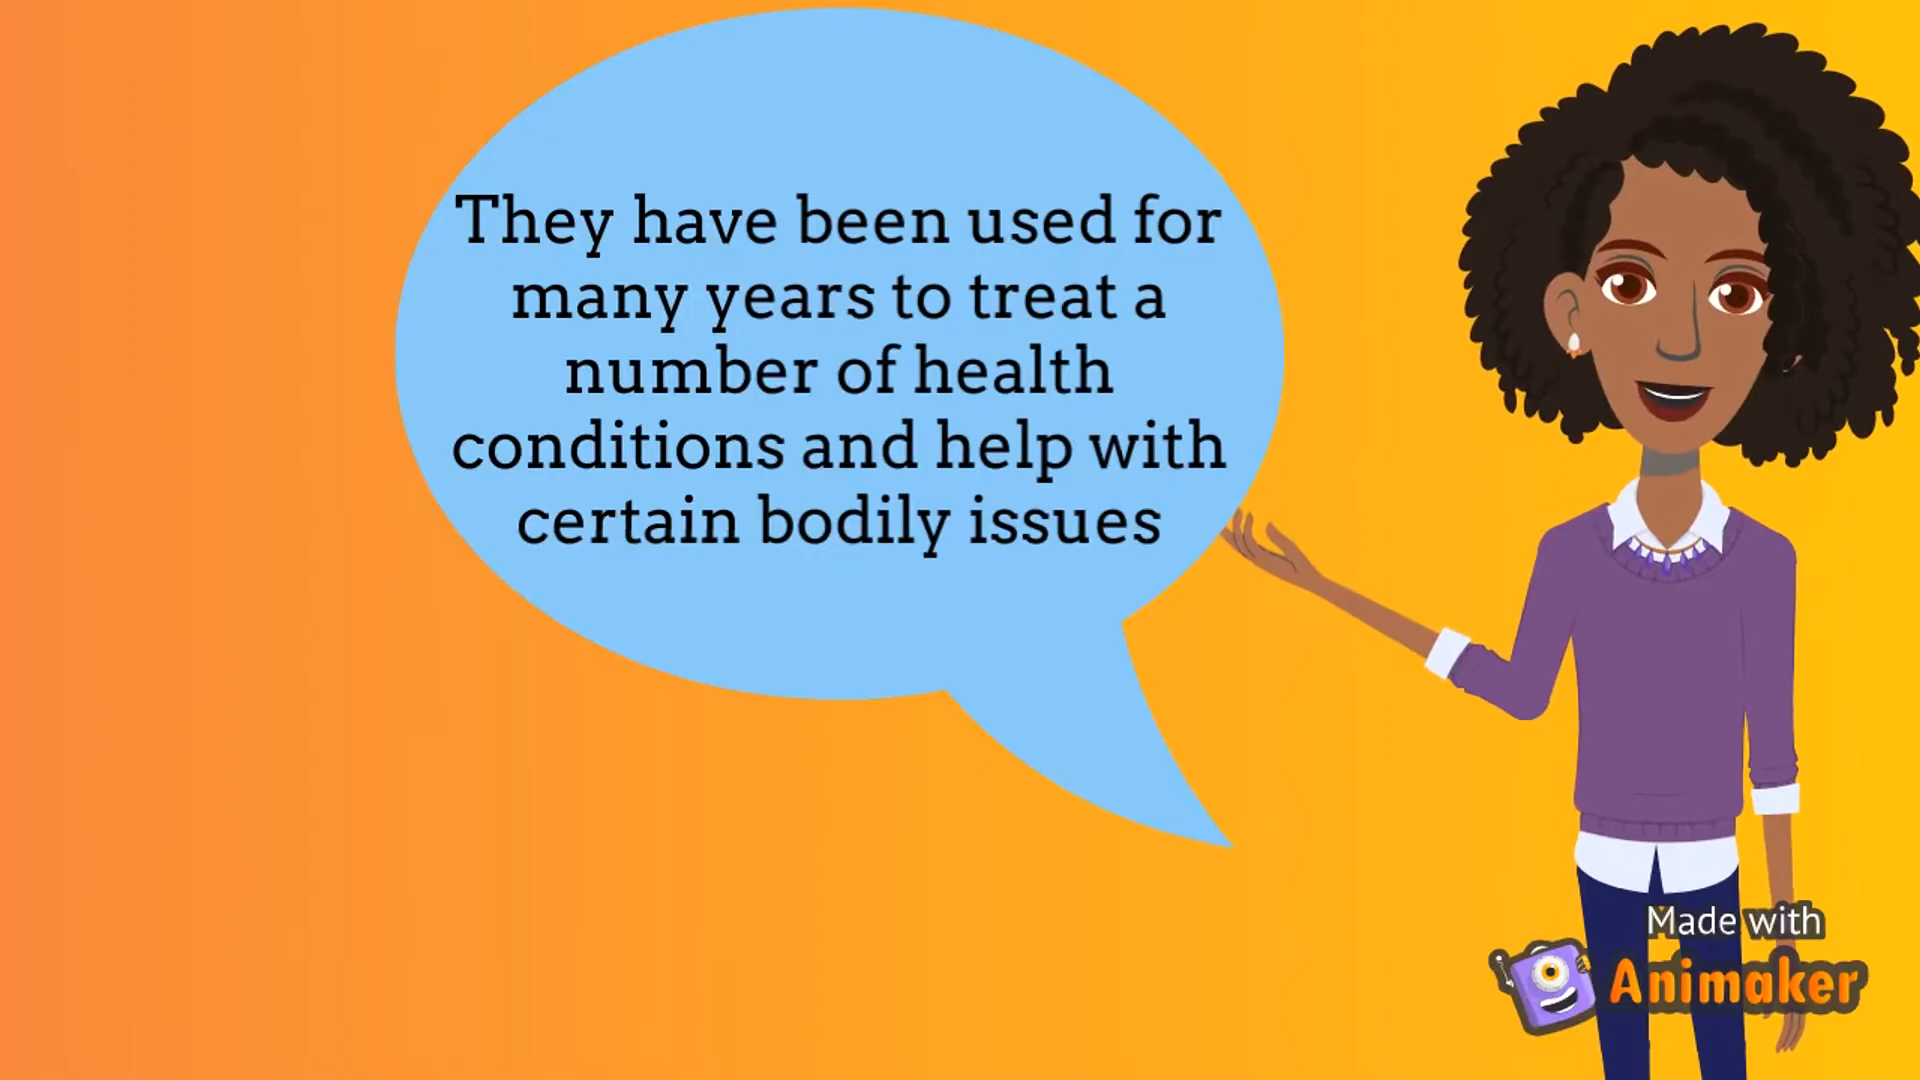 They have been used for
many years to treat a
number of health
conditions and help with
certain bodily issues
Made with
Animaker